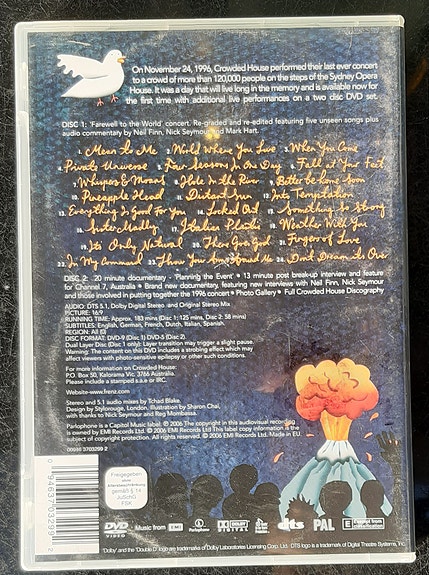 On November 24, 1996, Crowded House performed their last ever concert
to a crowd of more than 120,000 people on the steps of the Sydney Opera
House. It was a day that will live long in the memory and is available now for
the first time with additional live performances on a two disc DVD set.
DISC 1: 'Farewell to the World' concert. Re-graded and re-edited featuring five unseen songs plus
audio commentary by Neil Finn, Nick Seymour and Mark Hart.
1. Mean to Me 2. World Where You Live 3. When You Come
4. Private Universe 5. Four Seasons In One Day 6. Fall at Your Feet
7. Whispers & Moans 8. Hole in the River 9. Better be home Soon
10. Pineapple Head 11. Distant Sun 12. Into Temptation
13. Everything Is Good For You 14. Locked Out 15. Something so Strong
16. Sister Madly 17. Italian Plastic 18. Weather With You
19. It's Only Natural 20. There Goes God 21. Fingers of Love
22. In My Command 23. Throw Your Arms Around Me 24. Don't Dream it's Over
DISC 2: 20 minute documentary - 'Planning the Event' • 13 minute post break-up interview and feature
for Channel 7, Australia • Brand new documentary, featuring new interviews with Neil Finn, Nick Seymour
and those involved in putting together the 1996 concert • Photo Gallery • Full Crowded House Discography
AUDIO: DTS 5.1, Dolby Digital Stereo, and Original Stereo Mix
PICTURE: 16:9
RUNNING TIME: Approx. 183 mins (Disc 1: 125 mins, Disc 2: 58 mins)
SUBTITLES: English, German, French, Dutch, Italian, Spanish.
REGION: All (0)
DISC FORMAT: DVD-9 (Disc 1) DVD-5 (Disc 2)
Dual Layer Disc (Disc 1 only). Layer transition may trigger a slight pause.
Warning: The content on this DVD includes a strobing effect which may
affect viewers with photo-sensitive epilepsy or other such conditions.
For more information on Crowded House:
P.O. Box 50, Kalorama Vic 3766 Australia.
Please include a stamped s.a.e or IRC.
Website-www.frenz.com
Stereo and 5.1 audio mixes by Tchad Blake.
Design by Stylorouge, London. Illustration by Sharon Chai,
with thanks to Nick Seymour and Reg Mombassa.
Parlophone is a Capitol Music label. ℗ 2006 The copyright in this audiovisual recording
is owned by EMI Records Ltd. © 2006 EMI Records Ltd This label copy information is the
subject of copyright protection. All rights reserved. © 2006 EMI Records Ltd. Made in EU
00946 3703299 2
0 94637 03299 2
Freigegeben
ohne
Altersbeschränkung
gemäß § 14
JuSchG
FSK
DVD
VIDEO
Music from EMI
Parlophone
DOLBY
DIGITAL
dts
PAL
E
'Dolby' and the 'Double D' logo are trademarks of Dolby Laboratories Licensing Corp. US · DTS logo is a trademark of Digital Theatre Systems, Inc.